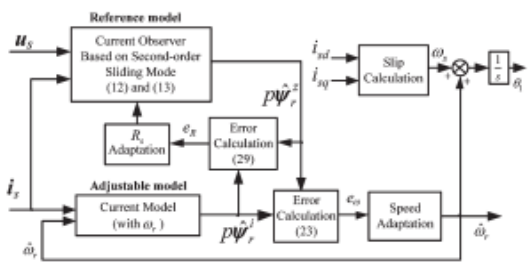 Reference model
u_s
Current Observer
Based on Second-order
Sliding Mode
(12) and (13)
i_sd
i_sq
Slip
Calculation
ω_s
+
+
1
s
θ_1
pψ̂_r^z
R_s
Adaptation
e_R
Error
Calculation
(29)
i_s
Adjustable model
Current Model
(with ω_r )
pψ̂_r^i
Error
Calculation
(23)
e_ω
Speed
Adaptation
ω̂_r
ω̂_r